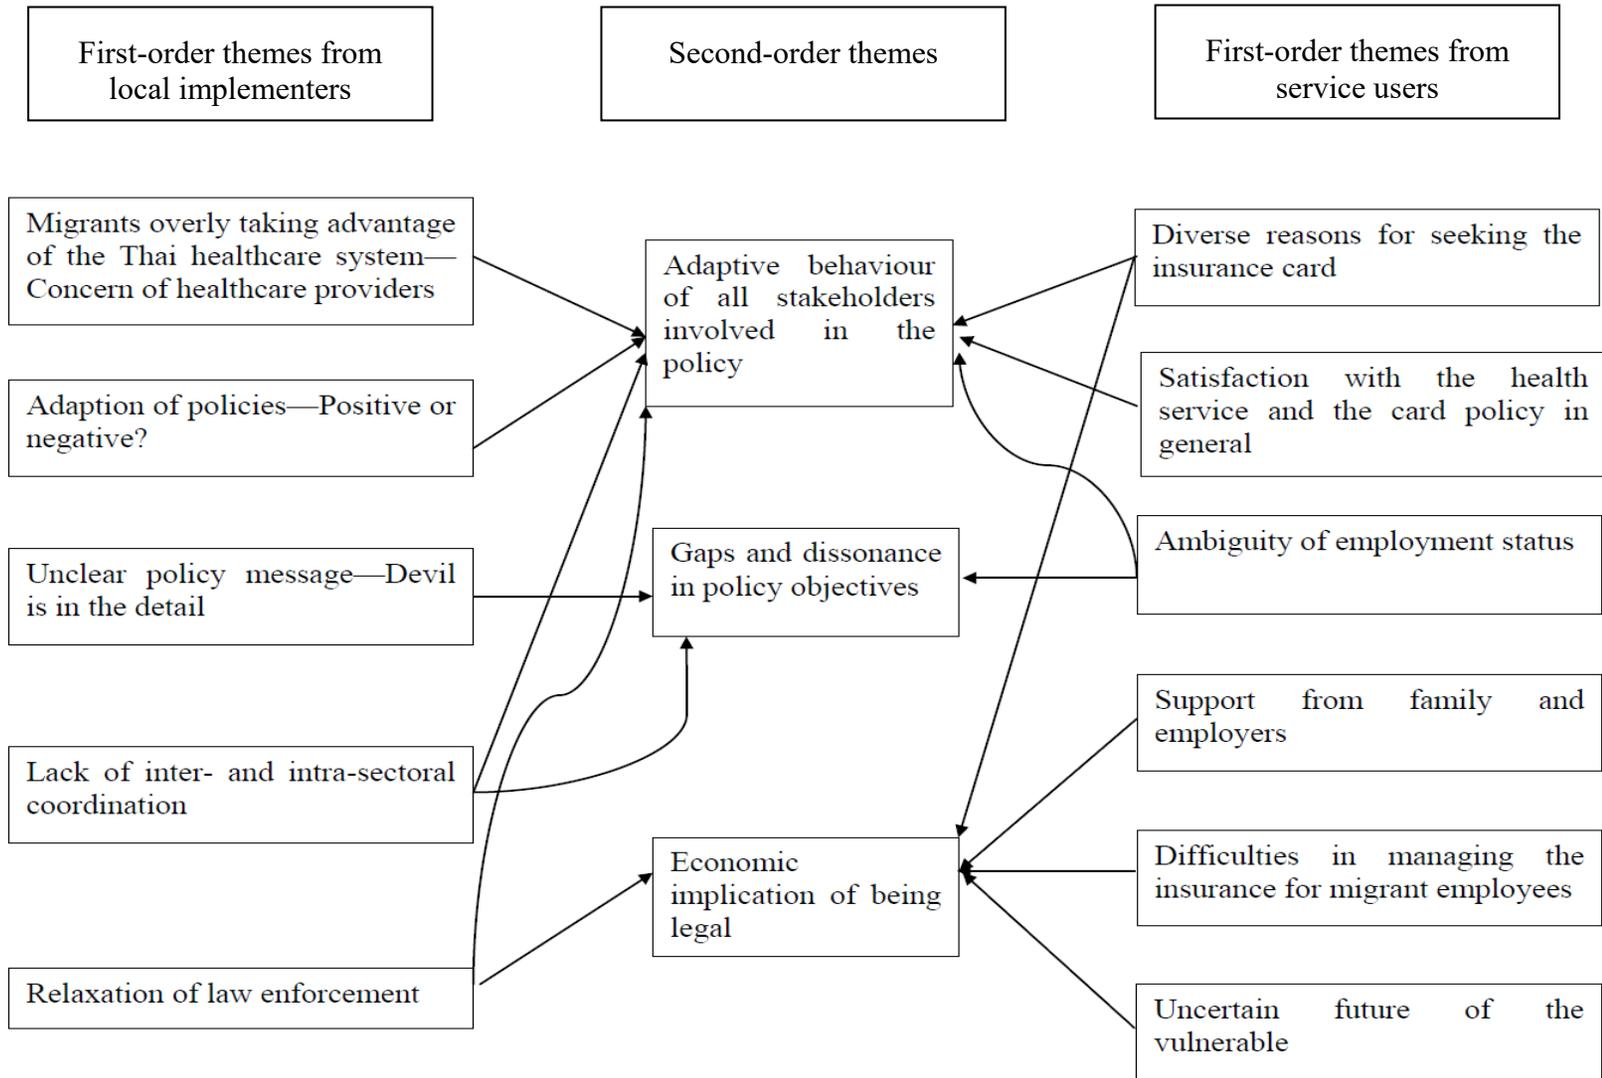 First-order themes from
local implementers
Second-order themes
First-order themes from
service users
Migrants overly taking advantage
of the Thai healthcare system—
Concern of healthcare providers
Adaption of policies—Positive or
negative?
Unclear policy message—Devil
is in the detail
Lack of inter- and intra-sectoral
coordination
Relaxation of law enforcement
Adaptive behaviour
of all stakeholders
involved in the
policy
Gaps and dissonance
in policy objectives
Economic
implication of being
legal
Diverse reasons for seeking the
insurance card
Satisfaction with the health
service and the card policy in
general
Ambiguity of employment status
Support from family and
employers
Difficulties in managing the
insurance for migrant employees
Uncertain future of the
vulnerable